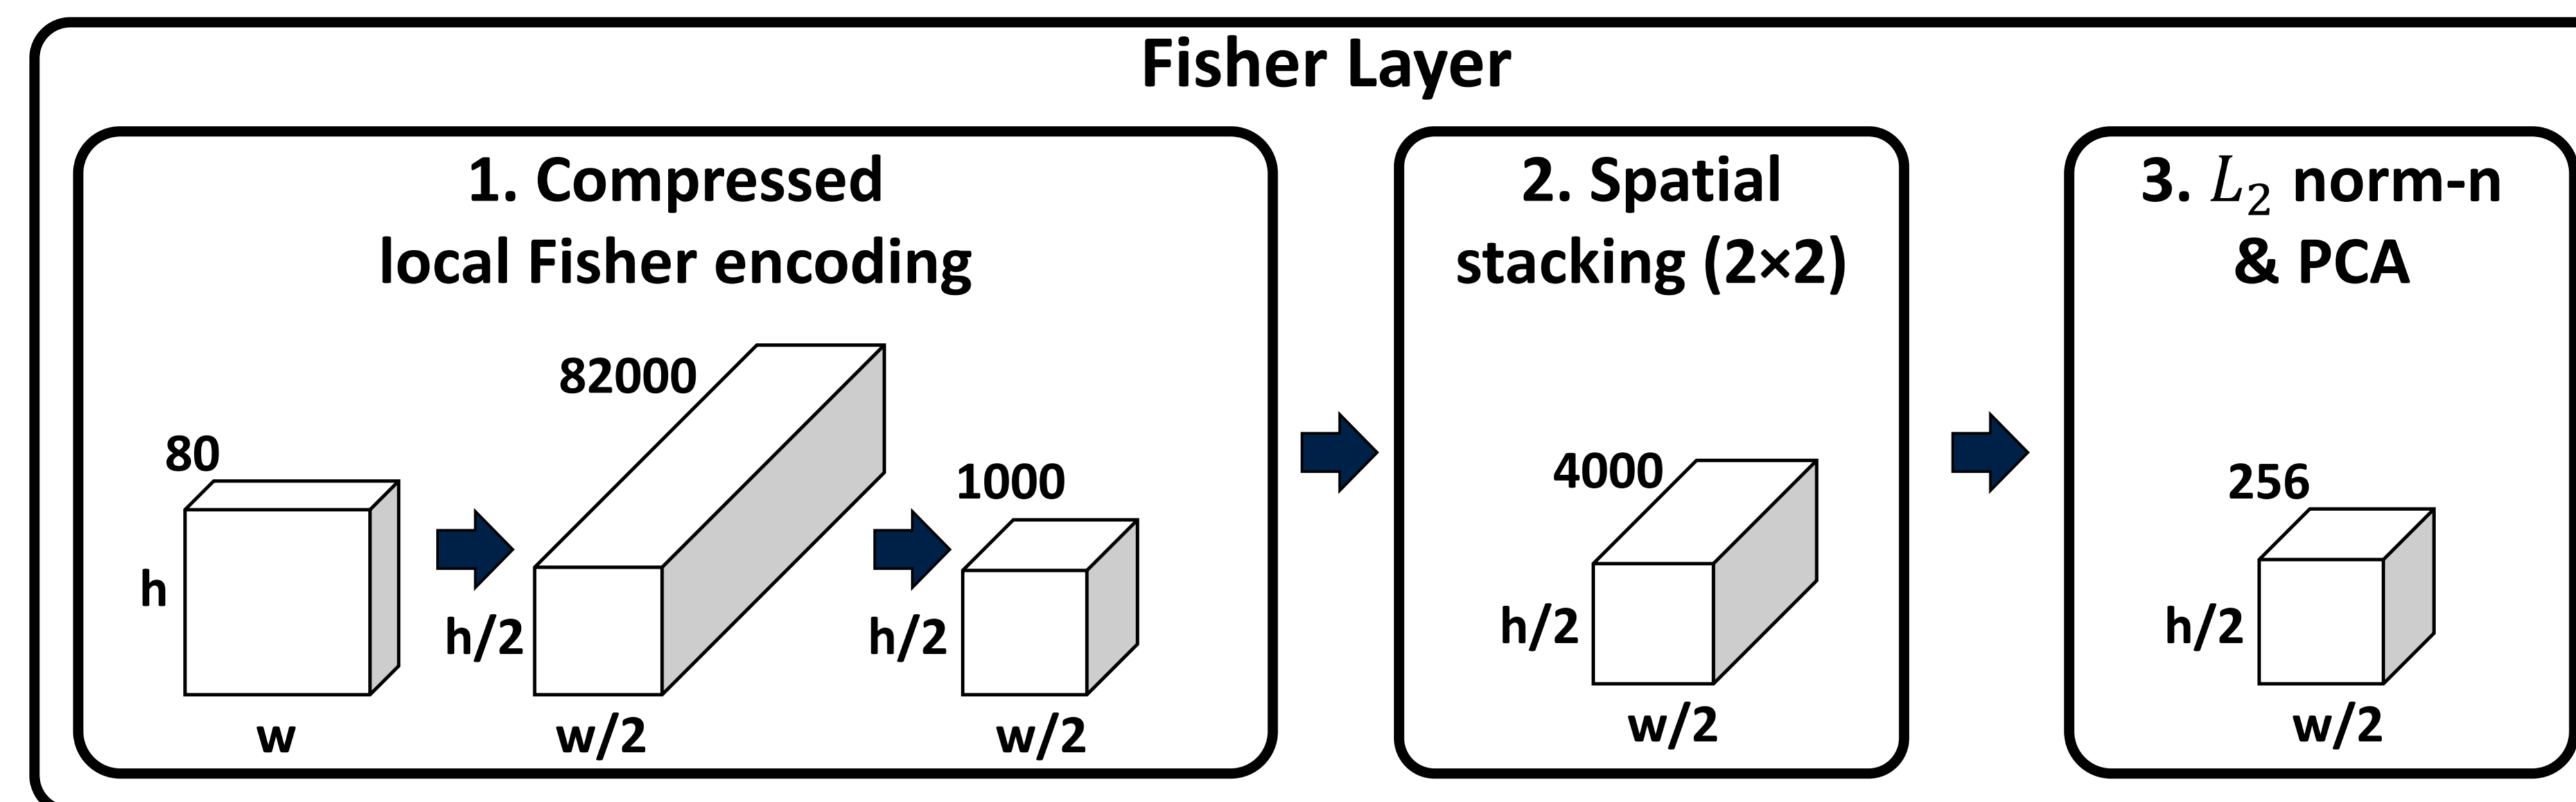 Fisher Layer
1. Compressed
local Fisher encoding
82000
80
1000
h
h/2
h/2
w
w/2
w/2
2. Spatial
stacking (2×2)
4000
h/2
w/2
3. L₂ norm-n
& PCA
256
h/2
w/2